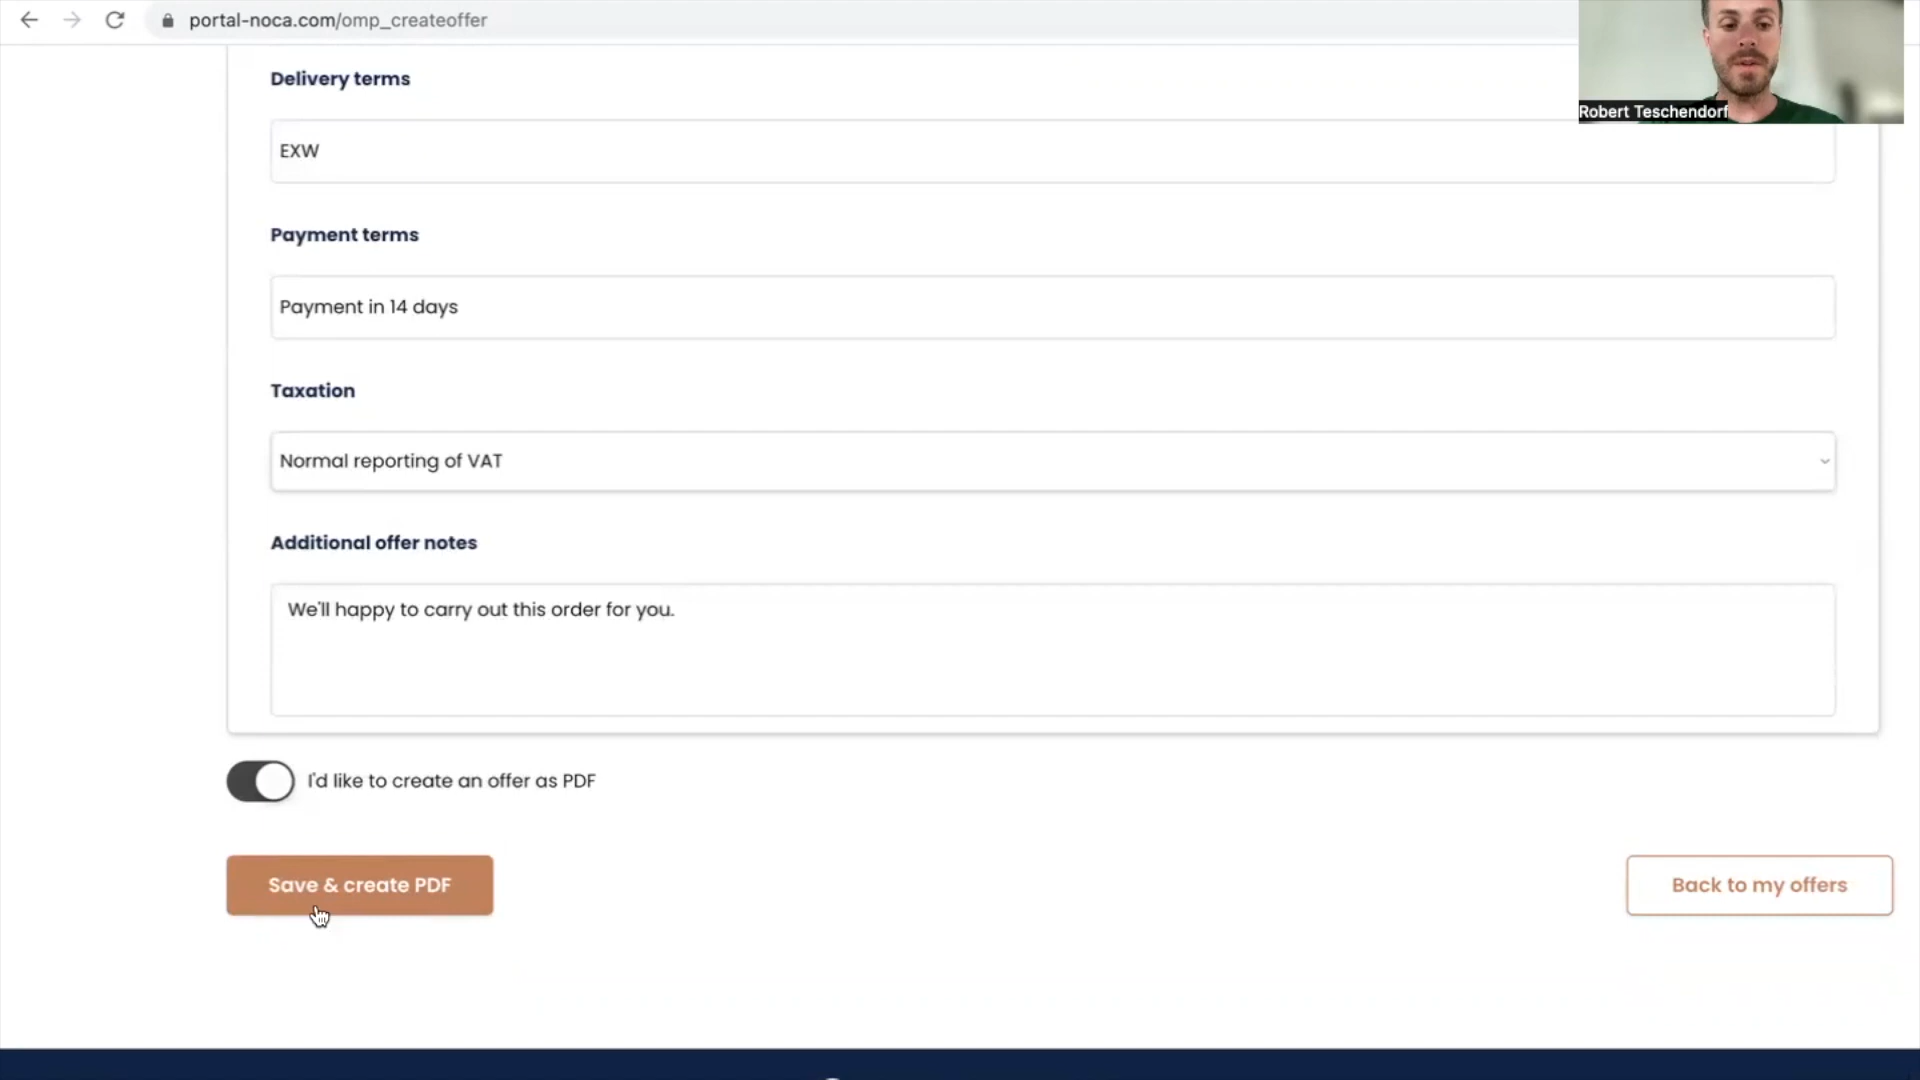 portal-noca.com/omp_createoffer
Robert Teschendorf
Delivery terms
EXW
Payment terms
Payment in 14 days
Taxation
Normal reporting of VAT
Additional offer notes
We'll happy to carry out this order for you.
I'd like to create an offer as PDF
Save & create PDF
Back to my offers